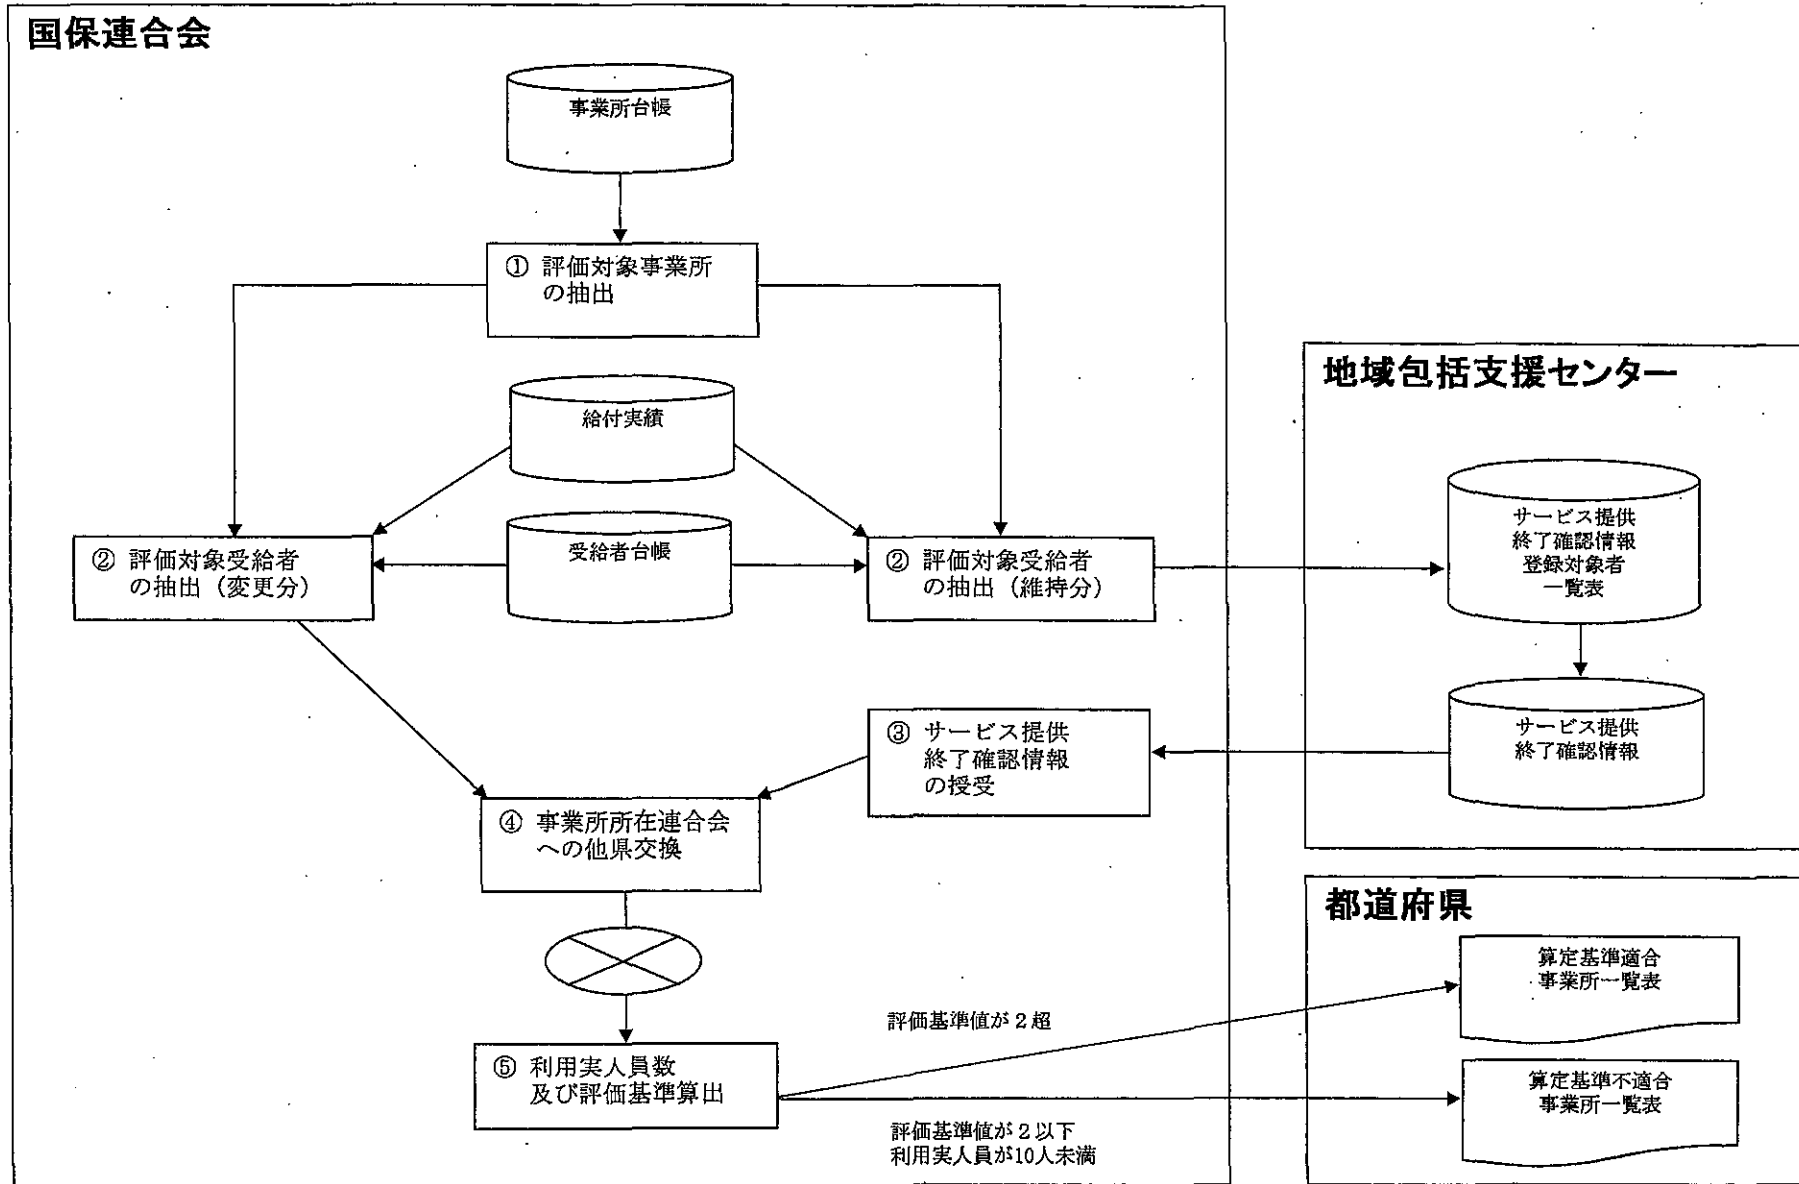 国保連合会
事業所台帳
① 評価対象事業所
の抽出
給付実績
受給者台帳
② 評価対象受給者
の抽出（変更分）
② 評価対象受給者
の抽出（維持分）
③ サービス提供
終了確認情報
の授受
④ 事業所所在連合会
への他県交換
⑤ 利用実人員数
及び評価基準算出
評価基準値が２超
評価基準値が２以下
利用実人員が10人未満
地域包括支援センター
サービス提供
終了確認情報
登録対象者
一覧表
サービス提供
終了確認情報
都道府県
算定基準適合
事業所一覧表
算定基準不適合
事業所一覧表